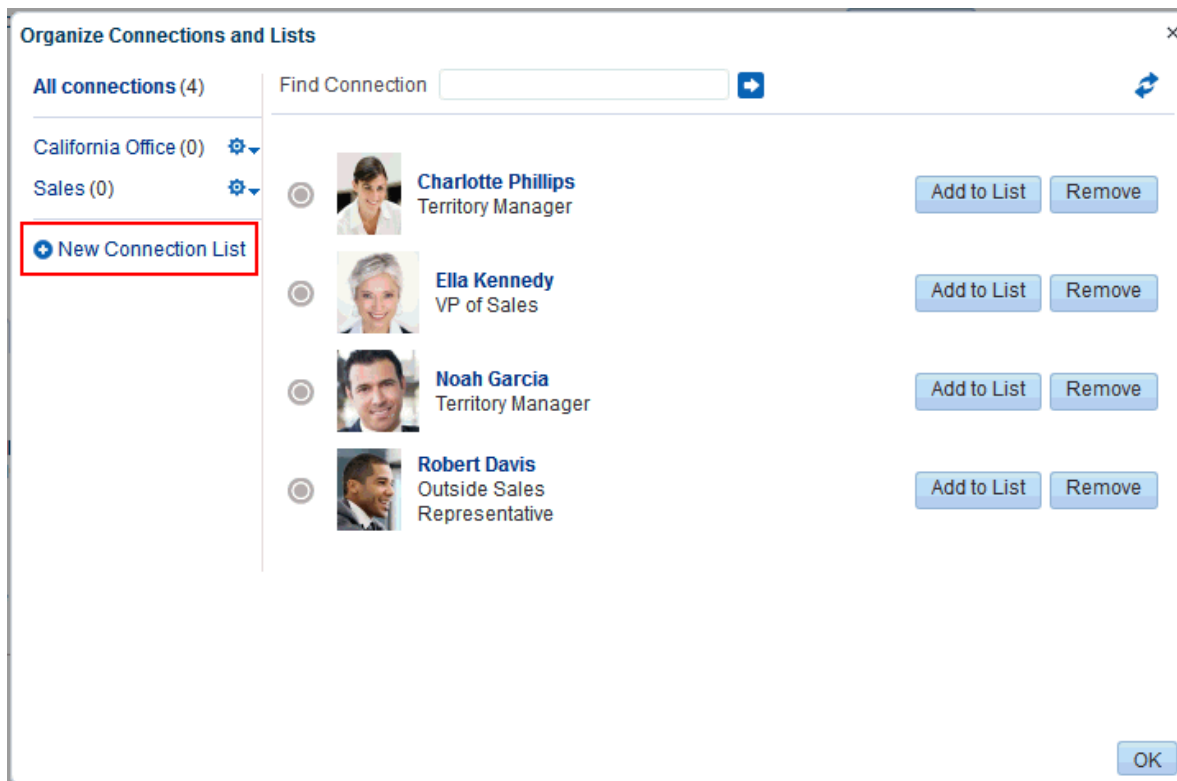 Organize Connections and Lists
All connections (4)
Find Connection
California Office (0)
Sales (0)
New Connection List
Charlotte Phillips
Territory Manager
Add to List Remove
Ella Kennedy
VP of Sales
Add to List Remove
Noah Garcia
Territory Manager
Add to List Remove
Robert Davis
Outside Sales
Representative
Add to List Remove
OK